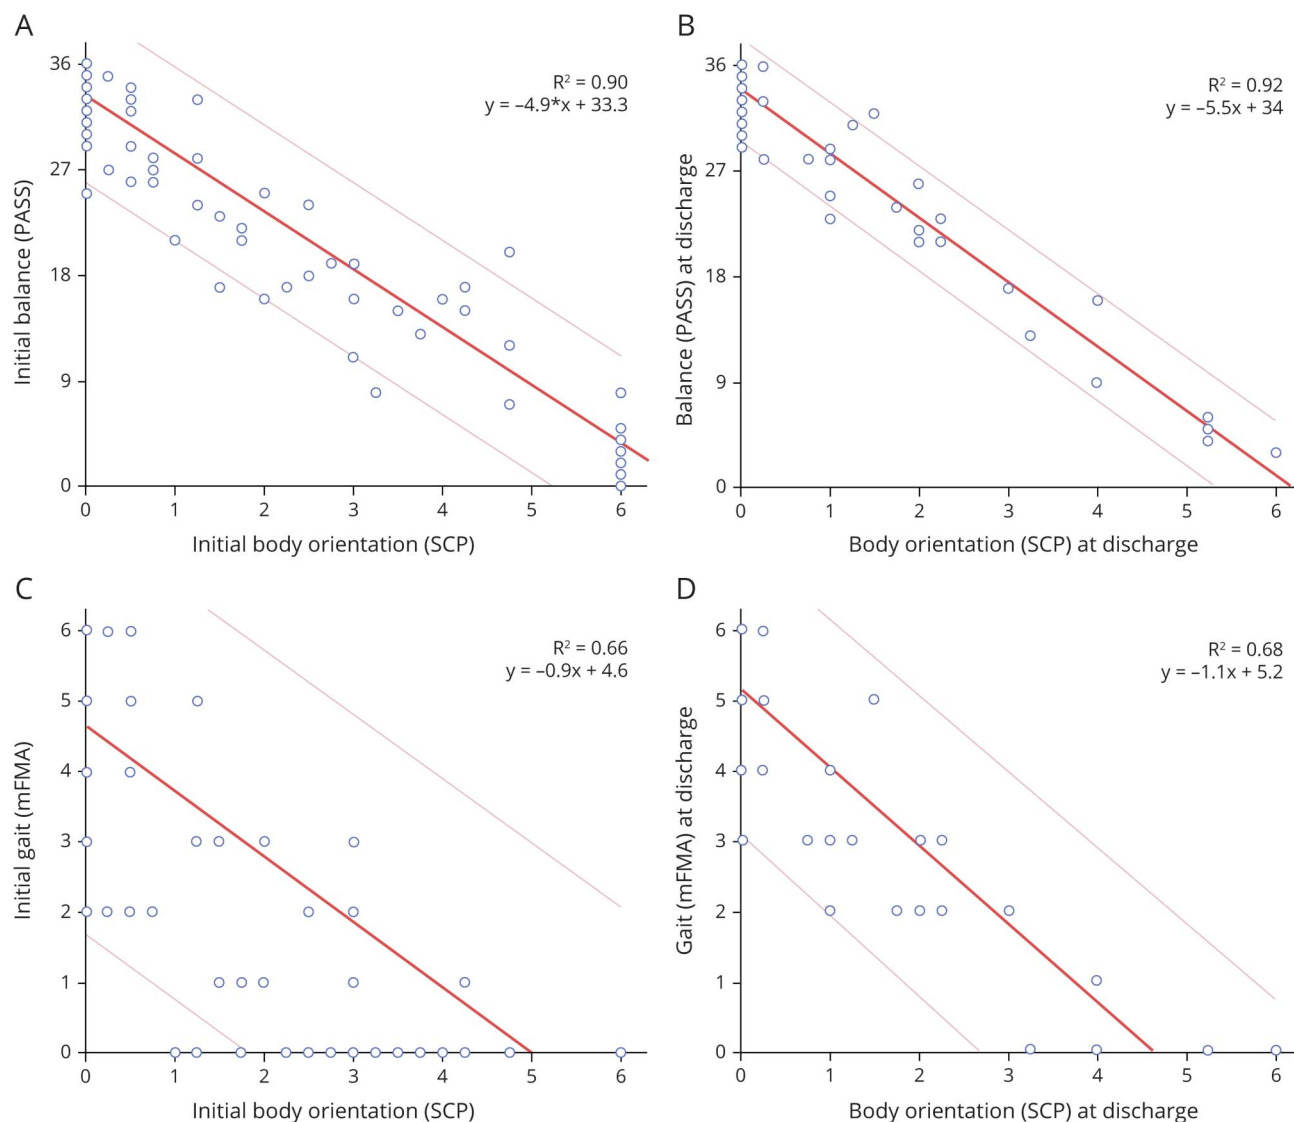 A
36
27
18
9
0
0 1 2 3 4 5 6
R² = 0.90
y = –4.9*x + 33.3
Initial balance (PASS)
Initial body orientation (SCP)
B
36
27
18
9
0
0 1 2 3 4 5 6
R² = 0.92
y = –5.5x + 34
Balance (PASS) at discharge
Body orientation (SCP) at discharge
C
6
5
4
3
2
1
0
0 1 2 3 4 5 6
R² = 0.66
y = –0.9x + 4.6
Initial gait (mFMA)
Initial body orientation (SCP)
D
6
5
4
3
2
1
0
0 1 2 3 4 5 6
R² = 0.68
y = –1.1x + 5.2
Gait (mFMA) at discharge
Body orientation (SCP) at discharge